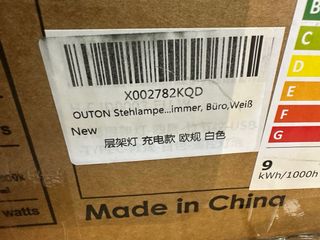 X002782KQD
OUTON Stehlampe...immer, Büro,Weiß
New
层架灯 充电款 欧规 白色
Made in China
watts
B
C
D
E
F
G
9
kWh/1000h